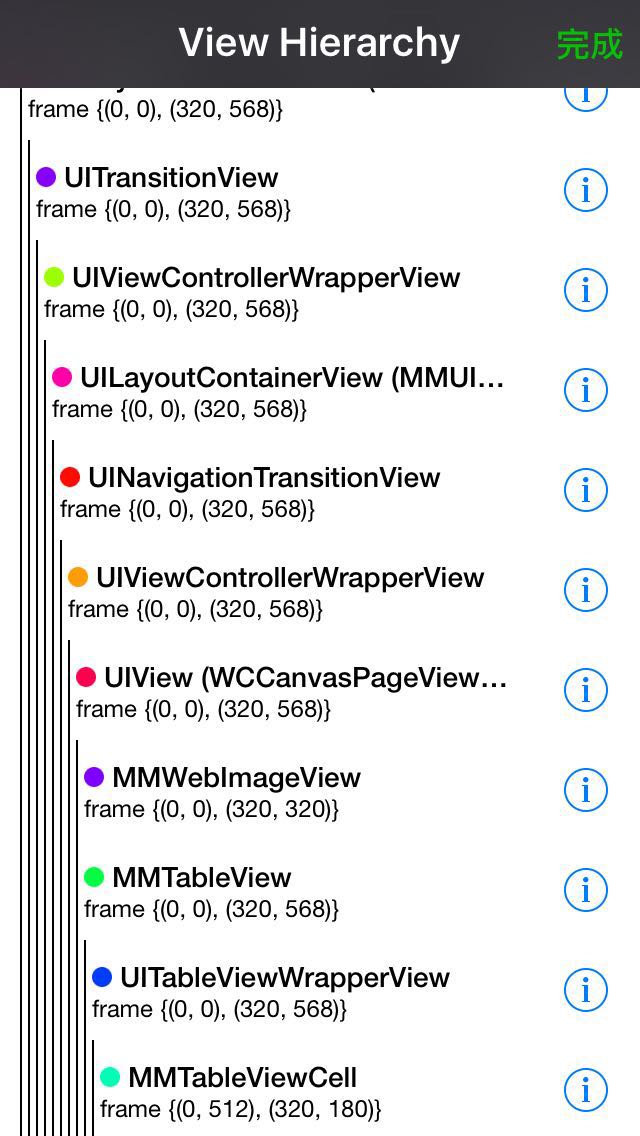 View Hierarchy
完成
frame {(0, 0), (320, 568)}
UITransitionView
frame {(0, 0), (320, 568)}
UIViewControllerWrapperView
frame {(0, 0), (320, 568)}
UILayoutContainerView (MMUI...
frame {(0, 0), (320, 568)}
UINavigationTransitionView
frame {(0, 0), (320, 568)}
UIViewControllerWrapperView
frame {(0, 0), (320, 568)}
UIView (WCCanvasPageView...
frame {(0, 0), (320, 568)}
MMWebImageView
frame {(0, 0), (320, 320)}
MMTableView
frame {(0, 0), (320, 568)}
UITableViewWrapperView
frame {(0, 0), (320, 568)}
MMTableViewCell
frame {(0, 512), (320, 180)}